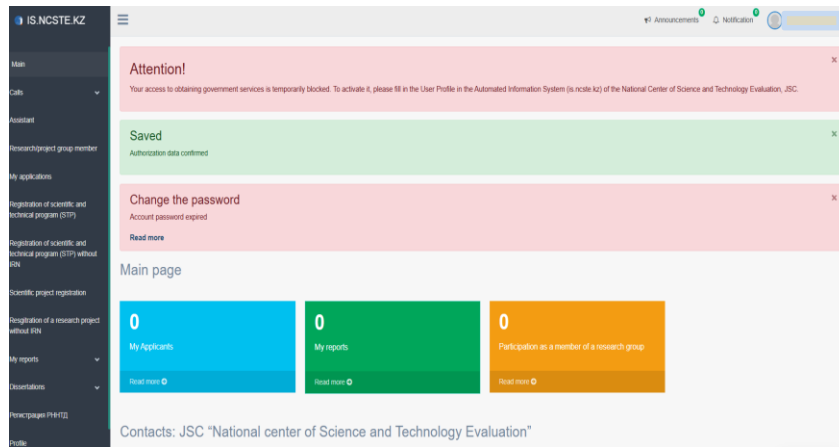 IS.NCSTE.KZ
Announcements 0
Notification 0
Main
Calls
Assistant
Research/project group member
My applications
Registration of scientific and
technical program (STP)
Registration of scientific and
technical program (STP) without
IRN
Scientific project registration
Resgitration of a research project
without IRN
My reports
Dissertations
Регистрация РННТД
Profile
Attention!
x
Your access to obtaining government services is temporarily blocked. To activate it, please fill in the User Profile in the Automated Information System (is.ncste.kz) of the National Center of Science and Technology Evaluation, JSC.
Saved
x
Authorization data confirmed
Change the password
x
Account password expired
Read more
Main page
0
My Applicants
Read more
0
My reports
Read more
0
Participation as a member of a research group
Read more
Contacts: JSC “National center of Science and Technology Evaluation”